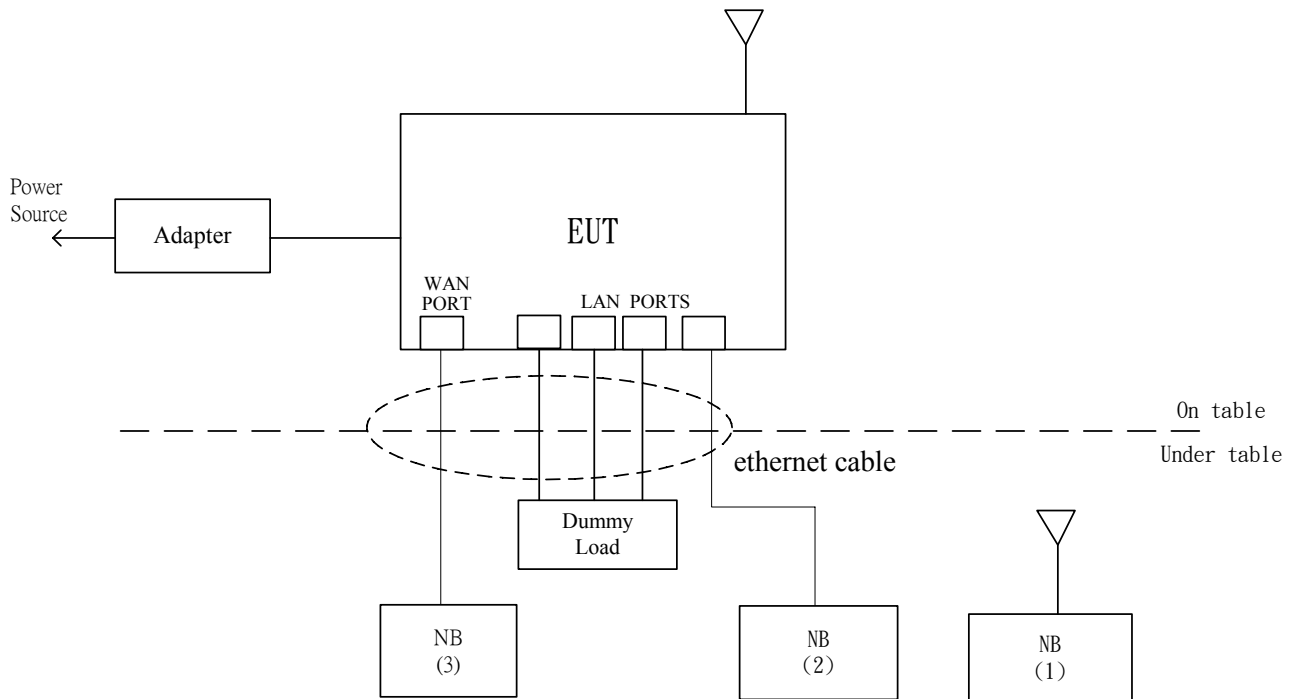 Power
Source
Adapter
EUT
WAN
PORT
LAN PORTS
On table
Under table
ethernet cable
Dummy
Load
NB
(3)
NB
(2)
NB
(1)